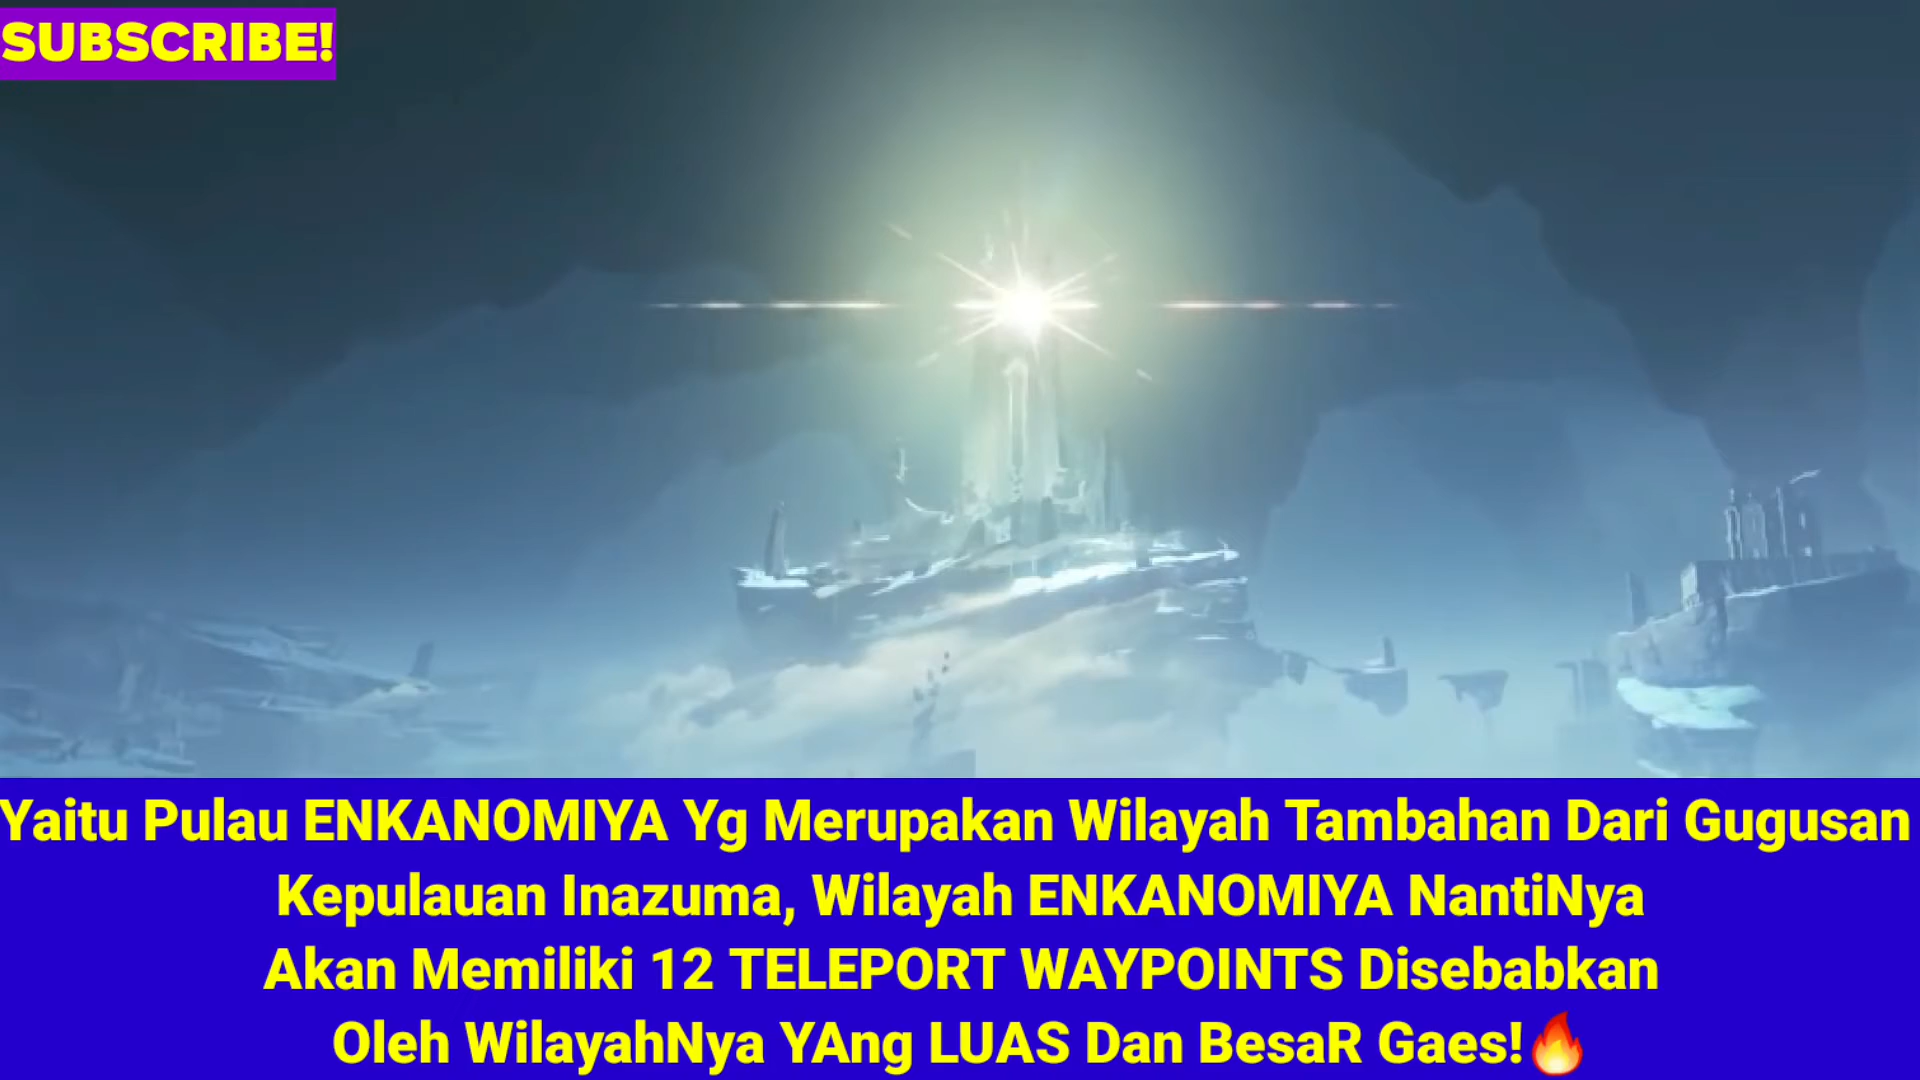 SUBSCRIBE!
Yaitu Pulau ENKANOMIYA Yg Merupakan Wilayah Tambahan Dari Gugusan
Kepulauan Inazuma, Wilayah ENKANOMIYA NantiNya
Akan Memiliki 12 TELEPORT WAYPOINTS Disebabkan
Oleh WilayahNya YAng LUAS Dan BesaR Gaes!🔥